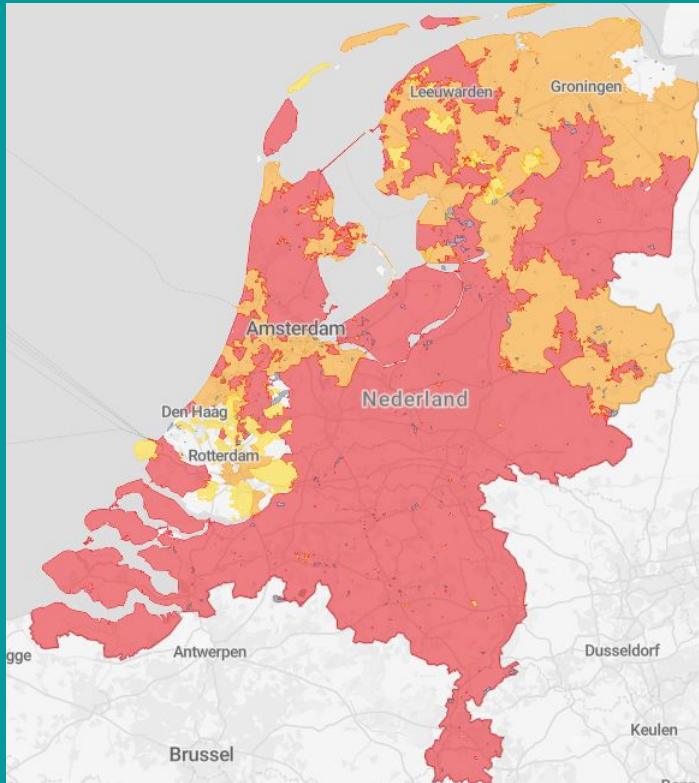 Leeuwarden
Groningen
Amsterdam
Nederland
Den Haag
Rotterdam
gge
Antwerpen
Dusseldorf
Keulen
Brussel